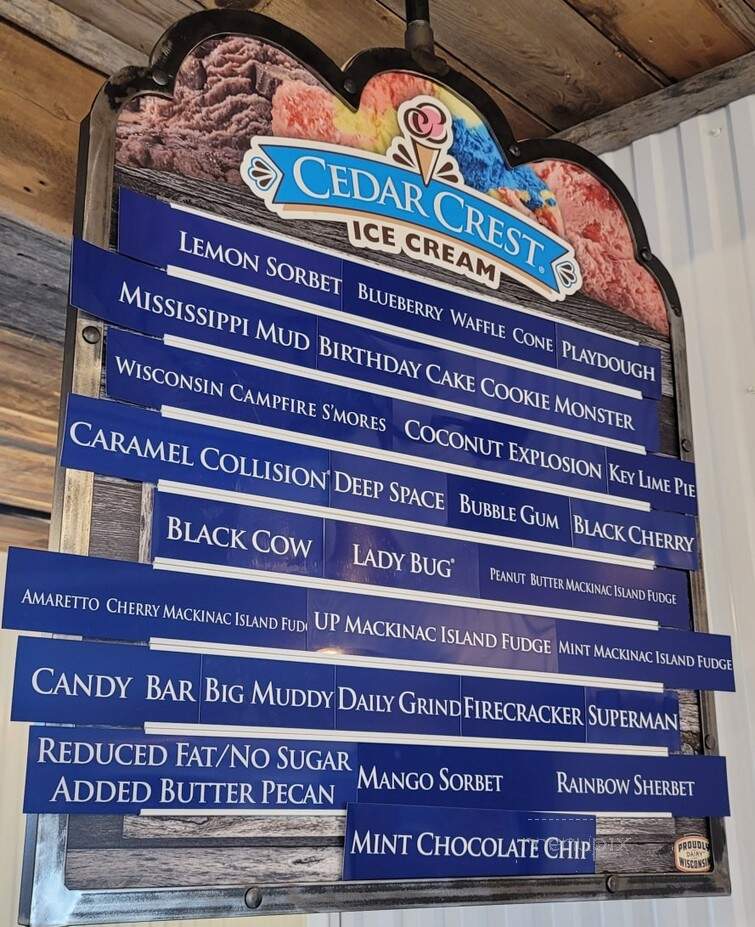 CEDAR CREST®
ICE CREAM
LEMON SORBET BLUEBERRY WAFFLE CONE PLAYDOUGH
MISSISSIPPI MUD BIRTHDAY CAKE COOKIE MONSTER
WISCONSIN CAMPFIRE S'MORES COCONUT EXPLOSION KEY LIME PIE
CARAMEL COLLISION® DEEP SPACE BUBBLE GUM BLACK CHERRY
BLACK COW LADY BUG® PEANUT BUTTER MACKINAC ISLAND FUDGE
AMARETTO CHERRY MACKINAC ISLAND FUD UP MACKINAC ISLAND FUDGE MINT MACKINAC ISLAND FUDGE
CANDY BAR BIG MUDDY DAILY GRIND FIRECRACKER SUPERMAN
REDUCED FAT/NO SUGAR
ADDED BUTTER PECAN MANGO SORBET RAINBOW SHERBET
MINT CHOCOLATE CHIP
PROUDLY
WISCONSIN
DAIRY